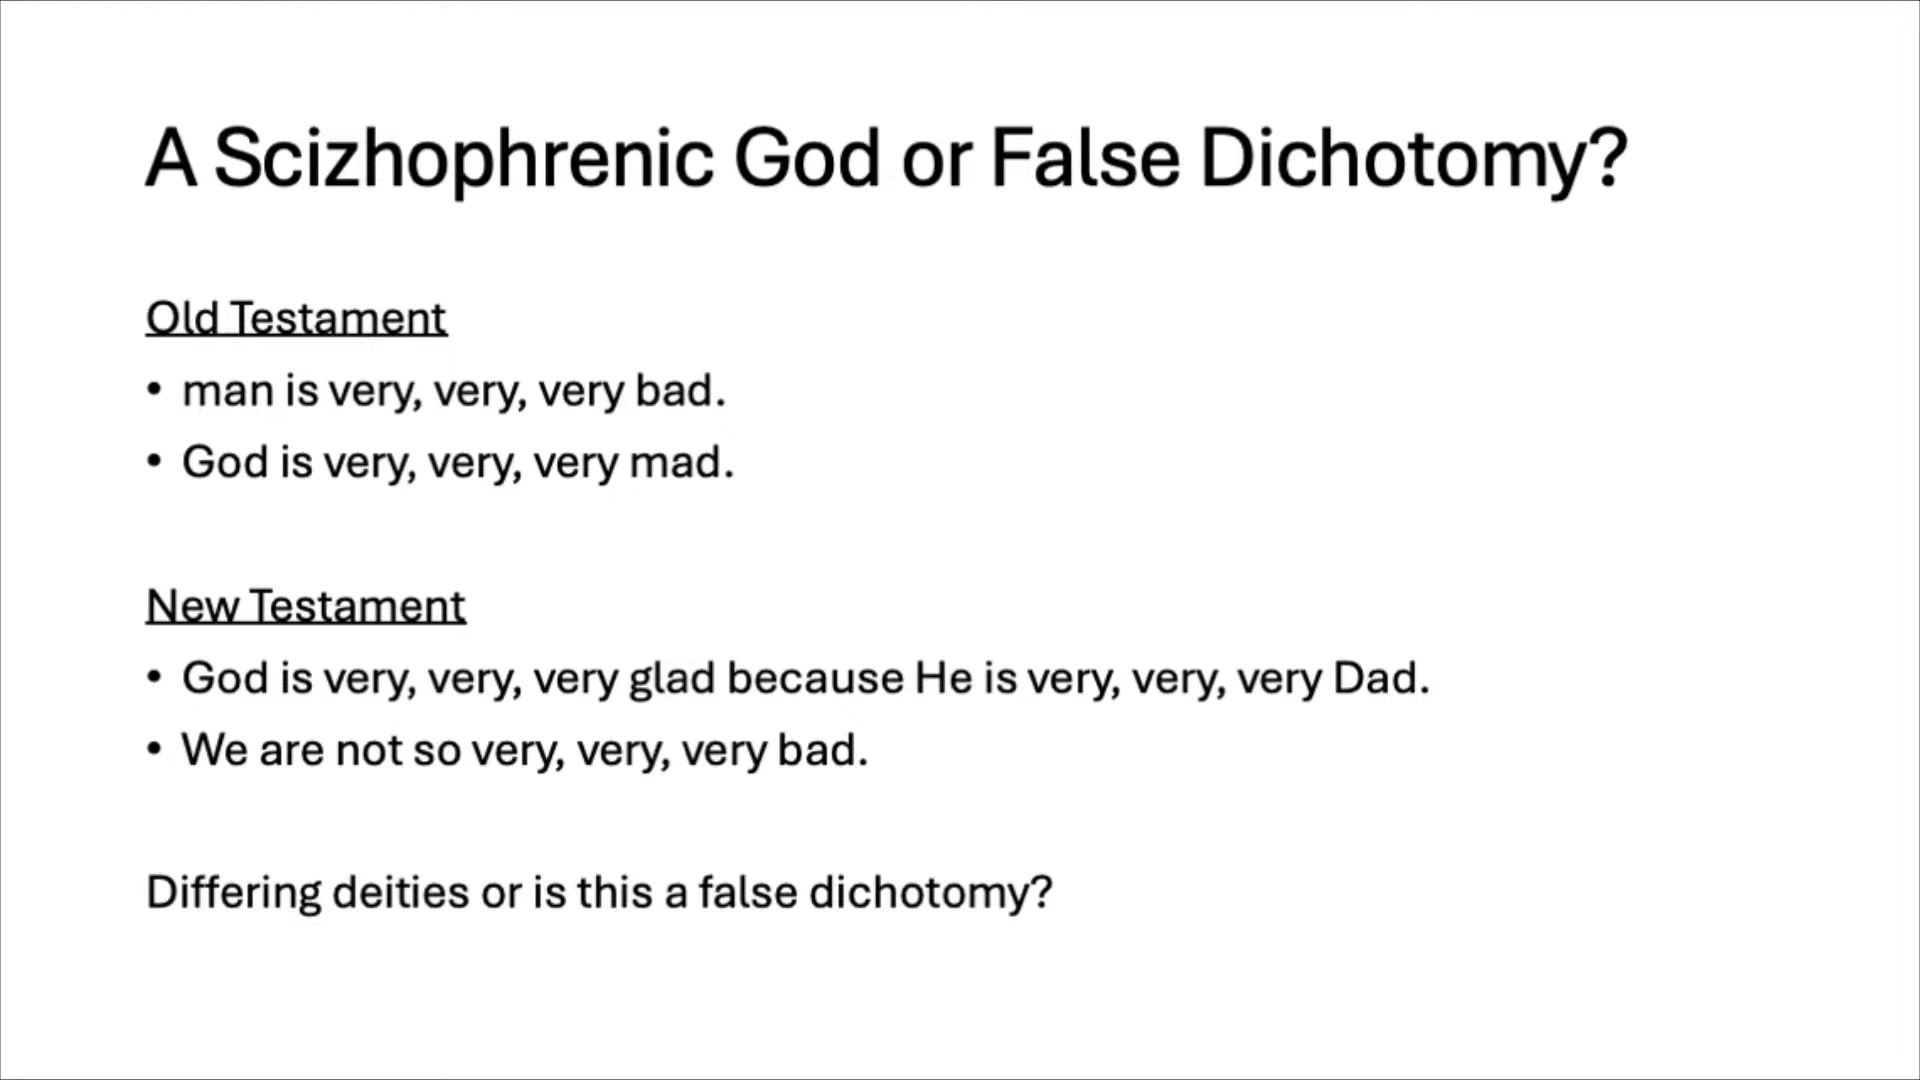 A Scizhophrenic God or False Dichotomy?
Old Testament
• man is very, very, very bad.
• God is very, very, very mad.
New Testament
• God is very, very, very glad because He is very, very, very Dad.
• We are not so very, very, very bad.
Differing deities or is this a false dichotomy?